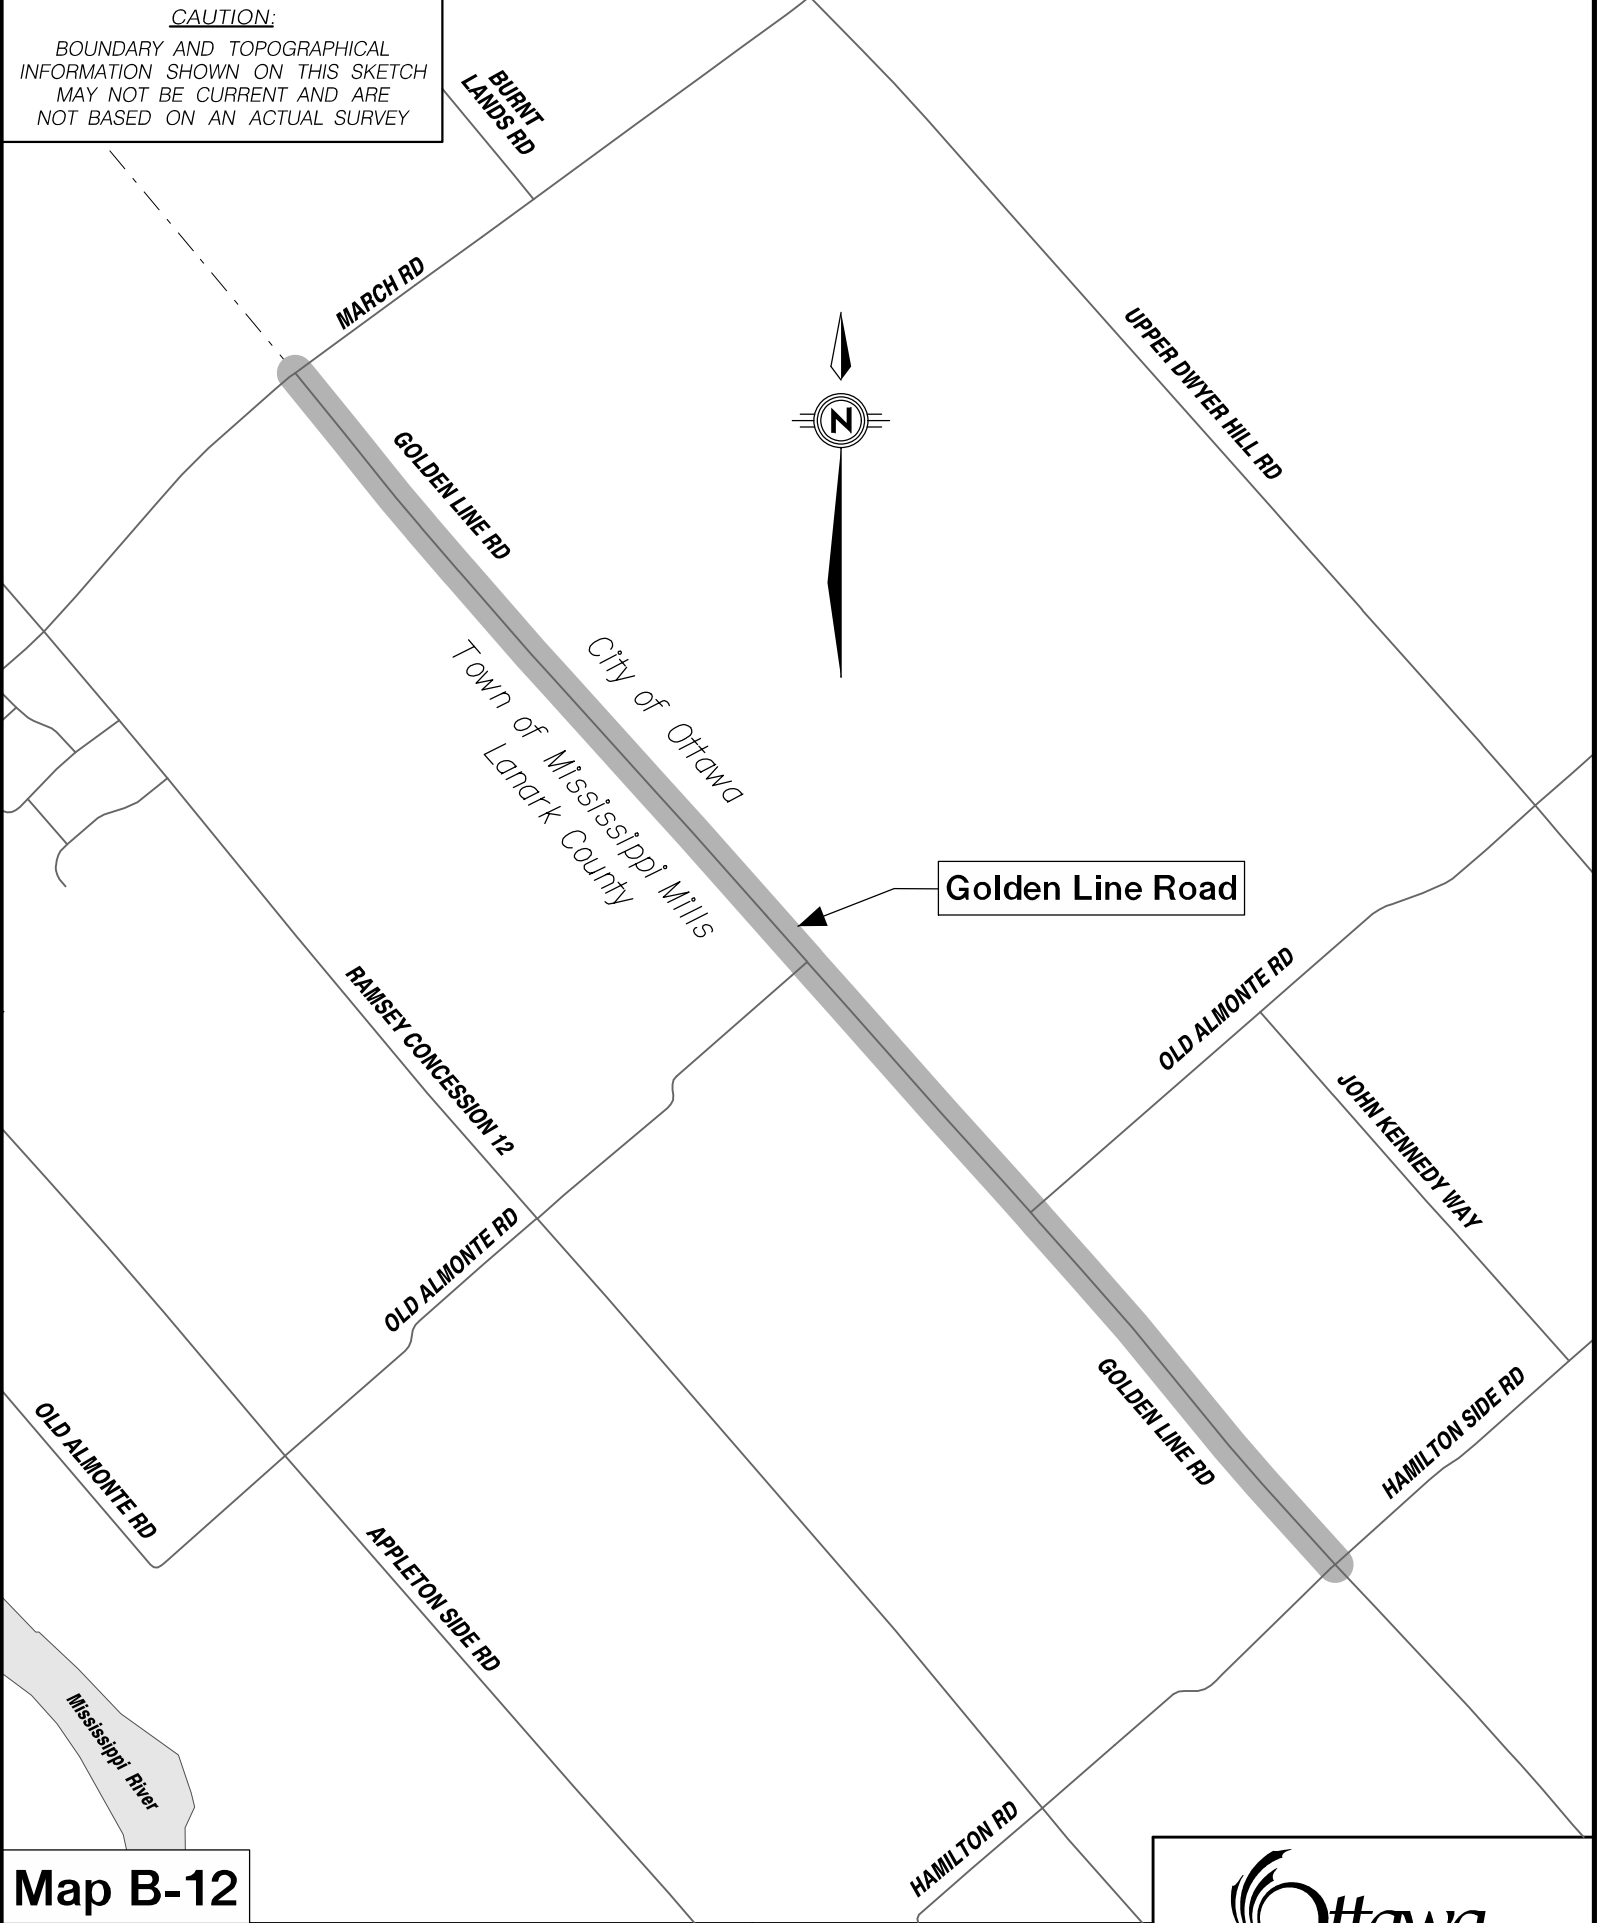 CAUTION:
BOUNDARY AND TOPOGRAPHICAL
INFORMATION SHOWN ON THIS SKETCH
MAY NOT BE CURRENT AND ARE
NOT BASED ON AN ACTUAL SURVEY
BURNT
LANDS RD
MARCH RD
UPPER DWYER HILL RD
N
GOLDEN LINE RD
City of Ottawa
Town of Mississippi Mills
Lanark County
Golden Line Road
OLD ALMONTE RD
RAMSEY CONCESSION 12
JOHN KENNEDY WAY
OLD ALMONTE RD
GOLDEN LINE RD
HAMILTON SIDE RD
OLD ALMONTE RD
APPLETON SIDE RD
Mississippi River
HAMILTON RD
Map B-12
Ottawa